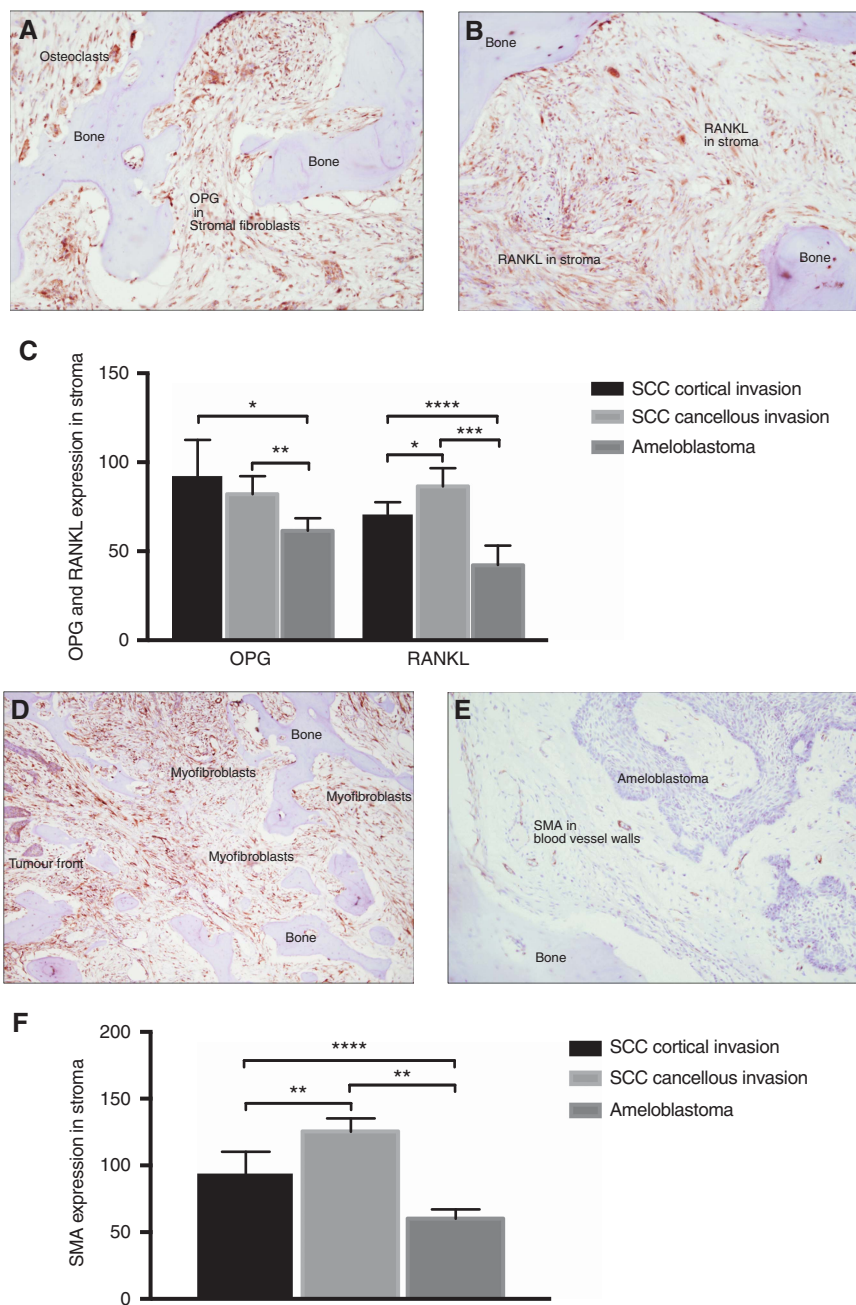 A
Osteoclasts
Bone
Bone
OPG
in
Stromal fibroblasts
B
Bone
RANKL
in stroma
RANKL in stroma
Bone
C
OPG and RANKL expression in stroma
150
100
50
0
*
**
****
***
*
OPG
RANKL
SCC cortical invasion
SCC cancellous invasion
Ameloblastoma
D
Bone
Myofibroblasts
Myofibroblasts
Myofibroblasts
Tumour front
Bone
E
Ameloblastoma
SMA in
blood vessel walls
Bone
F
SMA expression in stroma
200
150
100
50
0
****
**
**
SCC cortical invasion
SCC cancellous invasion
Ameloblastoma